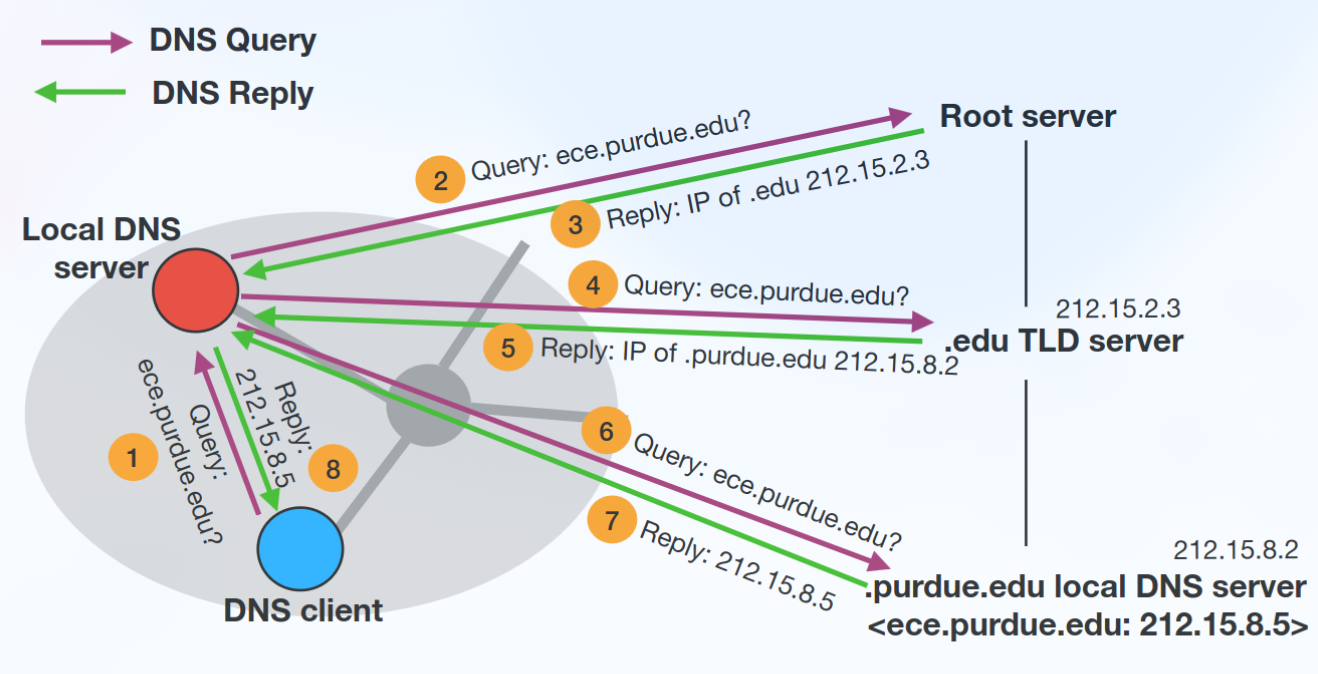 DNS Query
DNS Reply
Root server
2
Query: ece.purdue.edu?
3
Reply: IP of .edu 212.15.2.3
Local DNS
server
4
Query: ece.purdue.edu?
212.15.2.3
.edu TLD server
5
Reply: IP of .purdue.edu 212.15.8.2
1
Query:
ece.purdue.edu?
Reply:
212.15.8.5
8
6
Query: ece.purdue.edu?
7
Reply: 212.15.8.5
212.15.8.2
.purdue.edu local DNS server
<ece.purdue.edu: 212.15.8.5>
DNS client